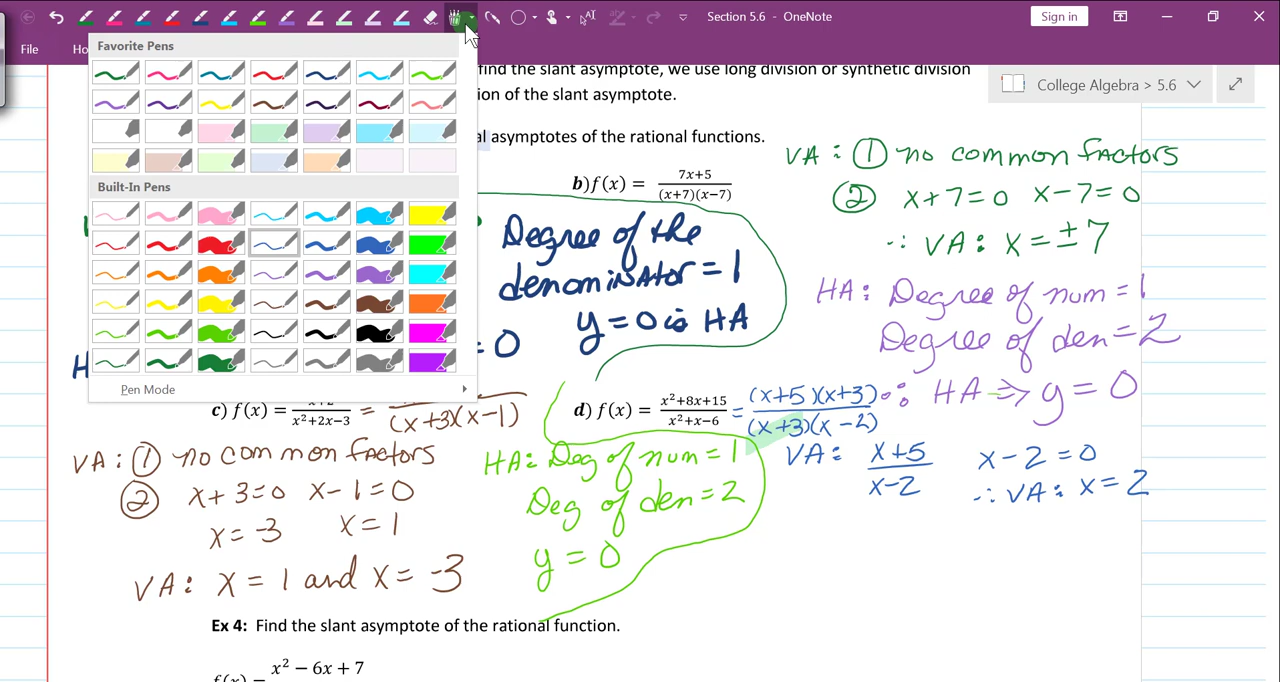 Section 5.6 - OneNote
Sign in
File
Favorite Pens
find the slant asymptote, we use long division or synthetic division
ion of the slant asymptote.
College Algebra > 5.6
al asymptotes of the rational functions.
b)f(x) = 7x+5 / (x+7)(x−7)
VA: ① no common factors
② x+7=0 x−7=0
∴ VA: x = ±7
Built-In Pens
Degree of the
denominator = 1
y = 0 is HA
= 0
HA: Degree of num = 1
Degree of den = 2
∴ HA ⇒ y = 0
Pen Mode
c) f(x) = x+2 / x²+2x−3 = / (x+3)(x−1)
VA: ① no common factors
② x+3=0 x−1=0
x = −3 x = 1
VA: x = 1 and x = −3
HA: Deg of num = 1
Deg of den = 2
y = 0
d) f(x) = x²+8x+15 / x²+x−6 = (x+5)(x+3) / (x+3)(x−2)
VA: x+5 / x−2 x−2=0
∴ VA: x = 2
Ex 4: Find the slant asymptote of the rational function.
f(x) = x² − 6x + 7